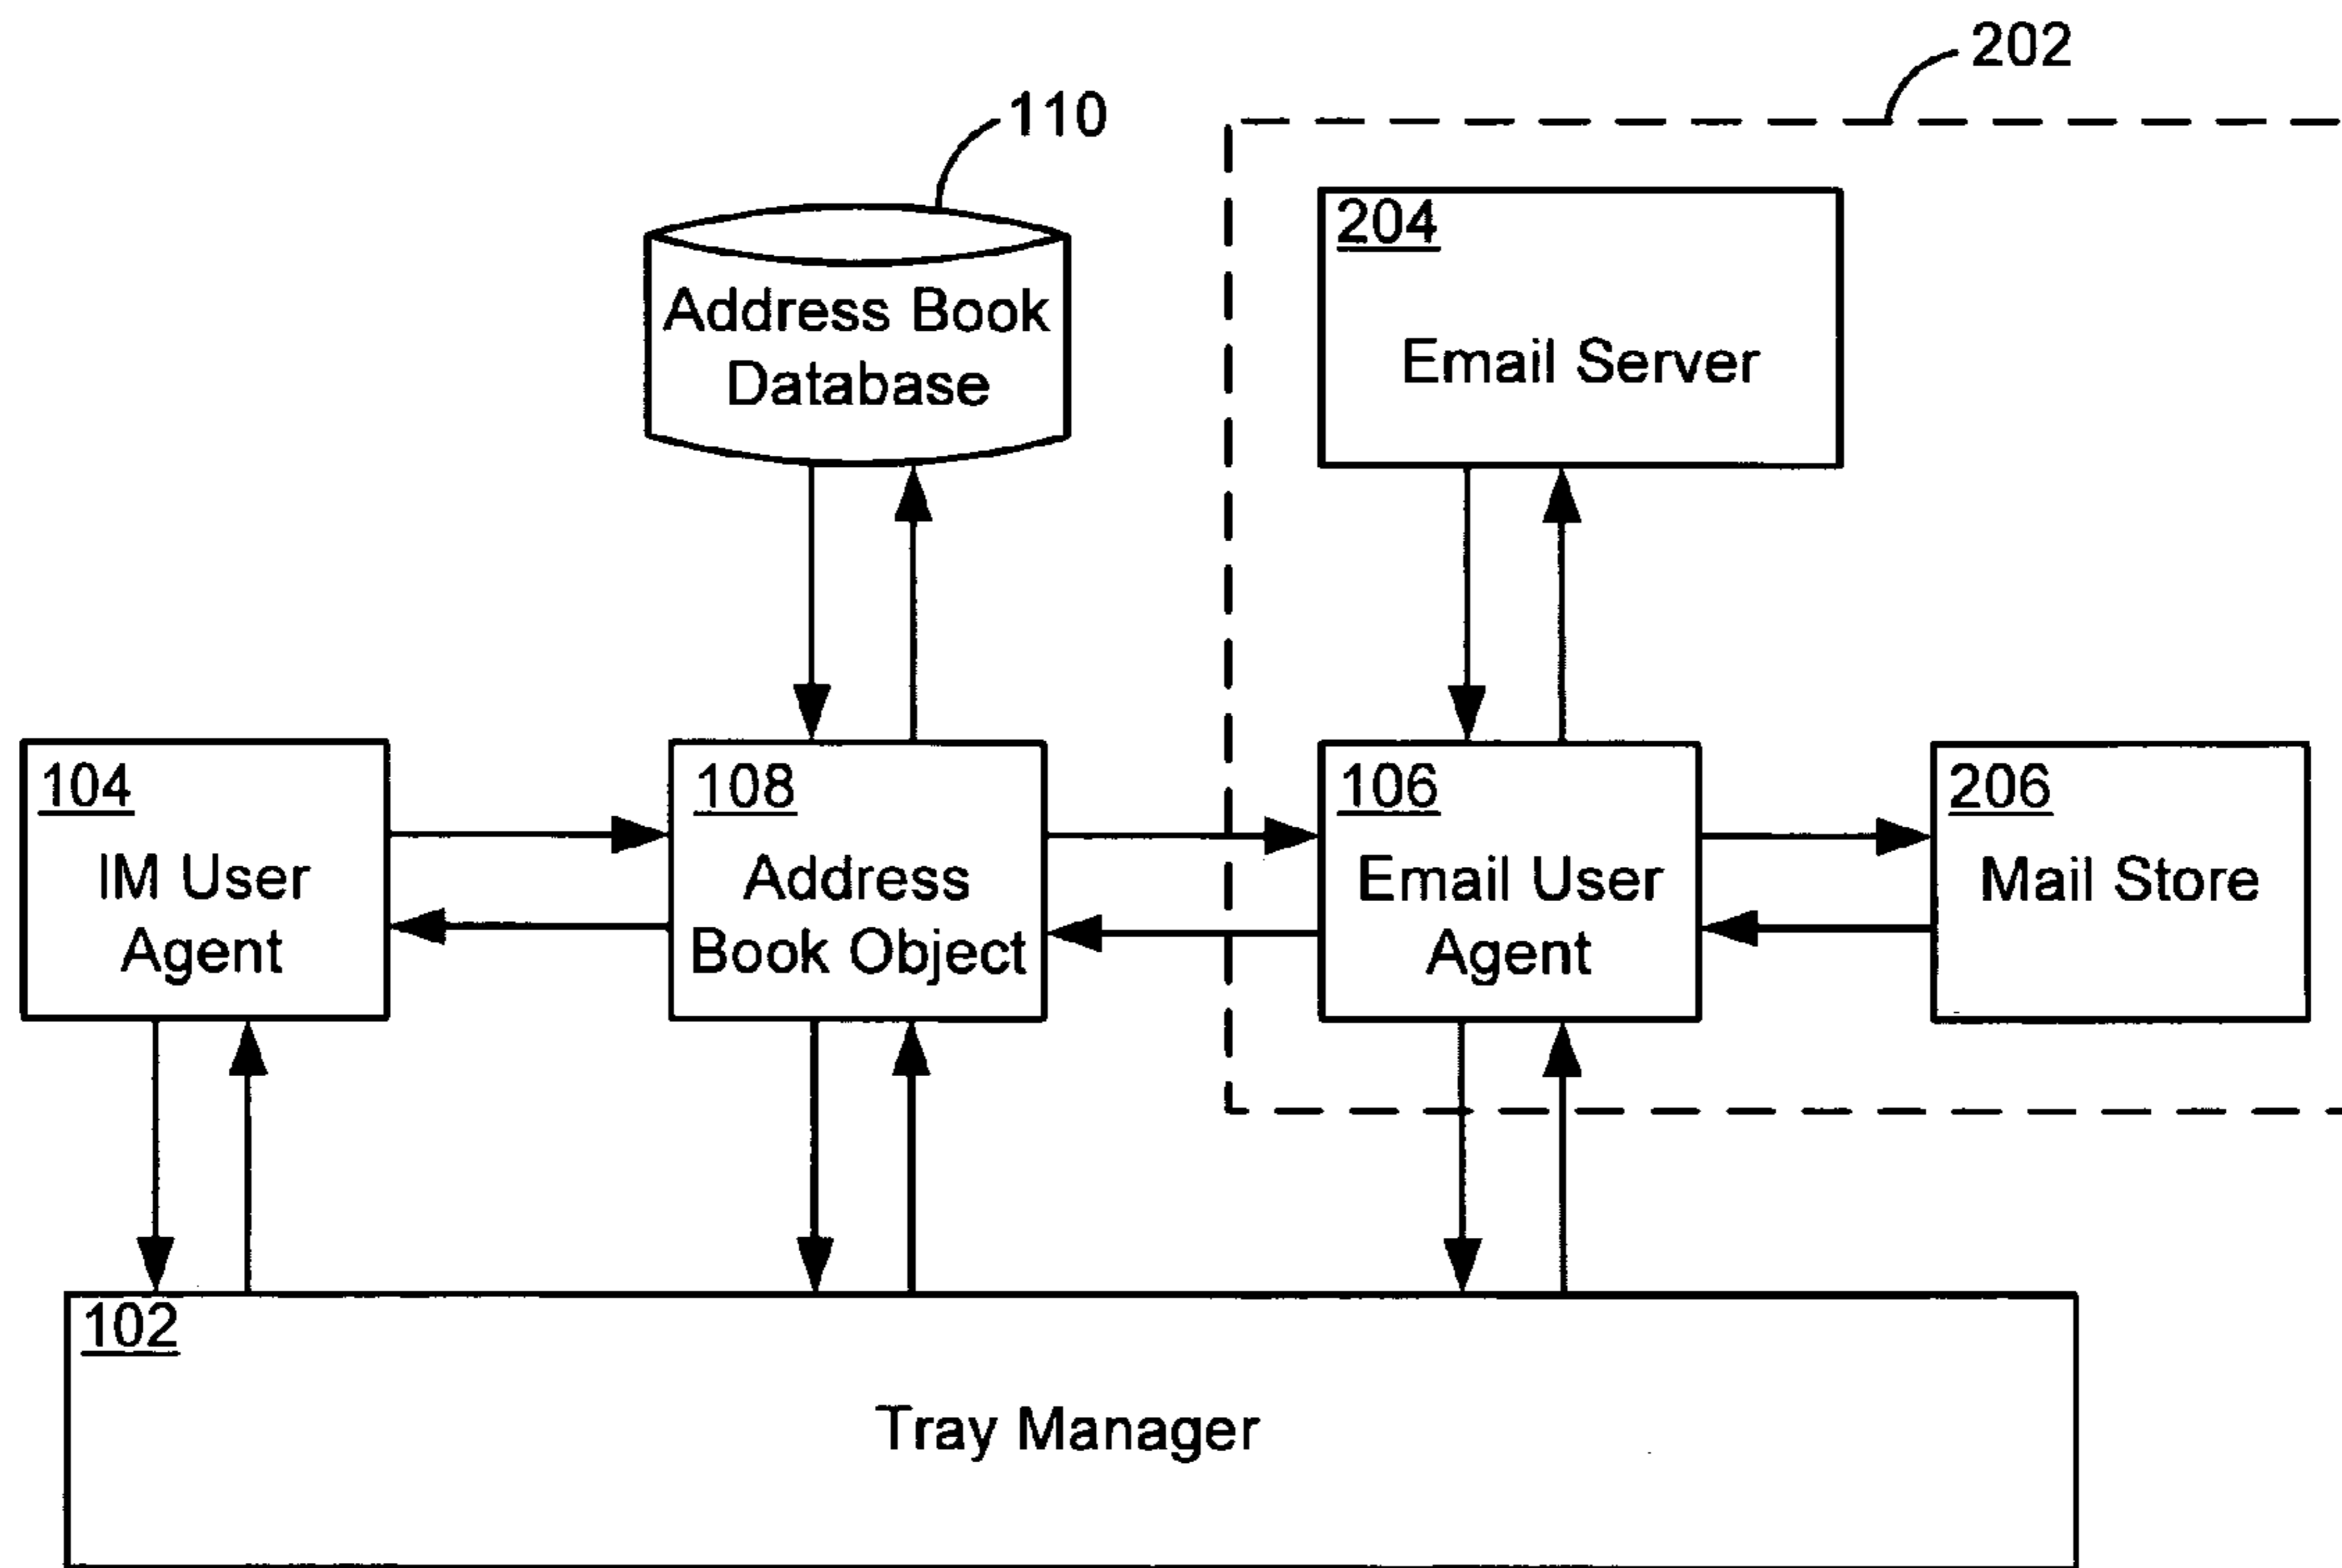 202
110
Address Book
Database
204
Email Server
104
IM User
Agent
108
Address
Book Object
106
Email User
Agent
206
Mail Store
102
Tray Manager